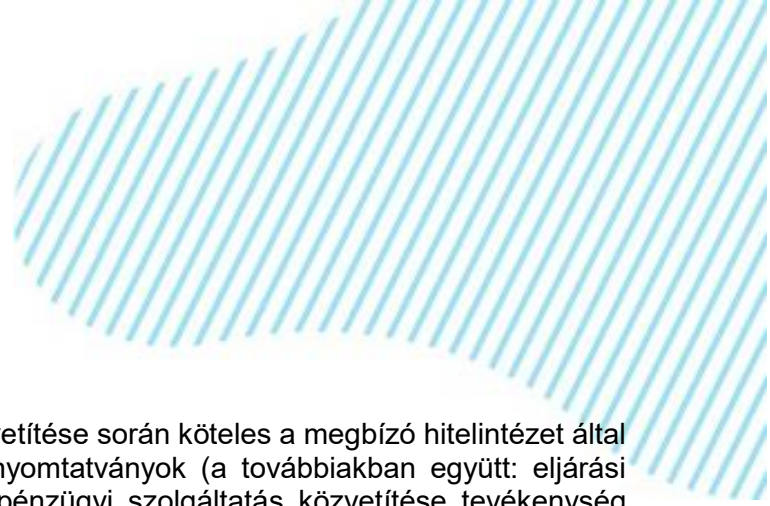 etítése során köteles a megbízó hitelintézet által
nyomtatványok (a továbbiakban együtt: eljárási
pénzügyi szolgáltatás közvetítése tevékenység